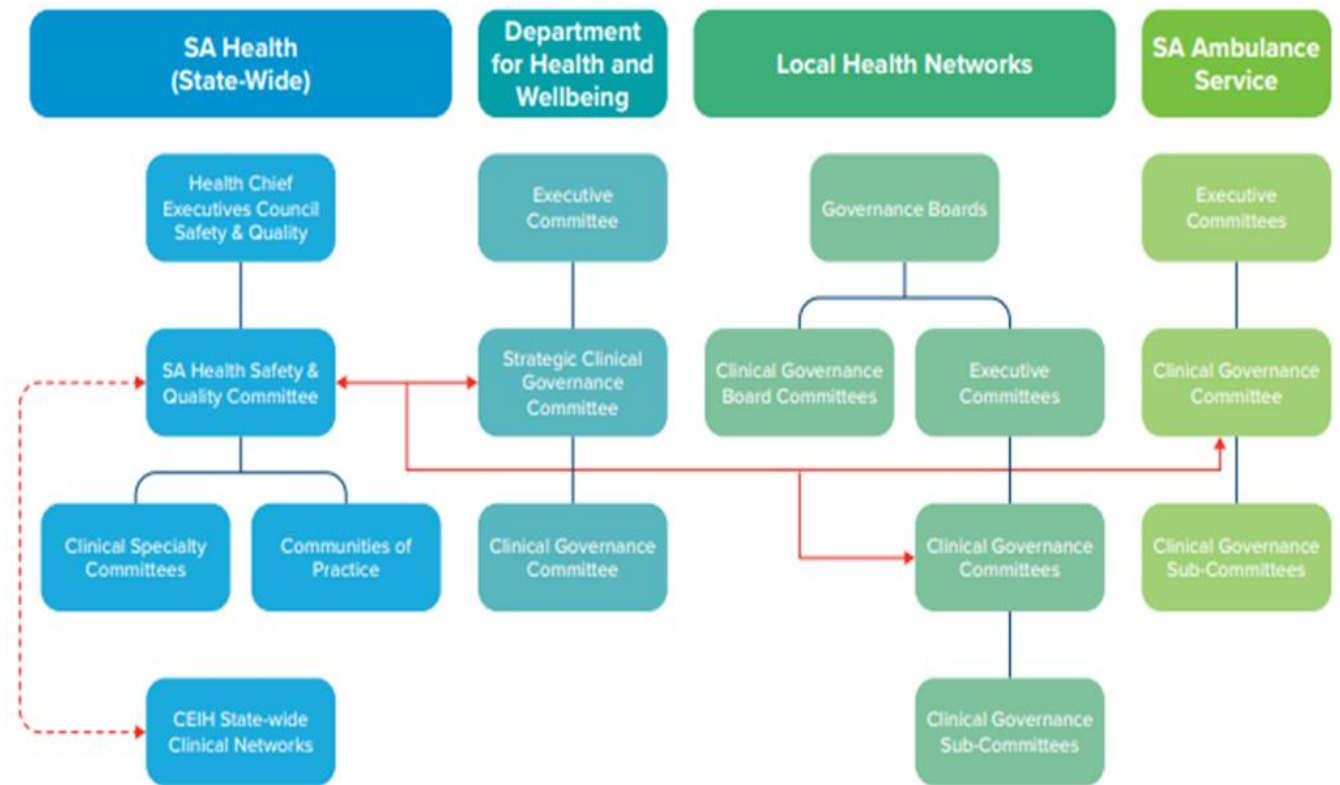 SA Health
(State-Wide)
Department
for Health and
Wellbeing
Local Health Networks
SA Ambulance
Service
Health Chief
Executives Council
Safety & Quality
Executive
Committee
Governance Boards
Executive
Committees
SA Health Safety &
Quality Committee
Strategic Clinical
Governance
Committee
Clinical Governance
Board Committees
Executive
Committees
Clinical Governance
Committee
Clinical Specialty
Committees
Communities of
Practice
Clinical Governance
Committee
Clinical Governance
Committees
Clinical Governance
Sub-Committees
CEIH State-wide
Clinical Networks
Clinical Governance
Sub-Committees